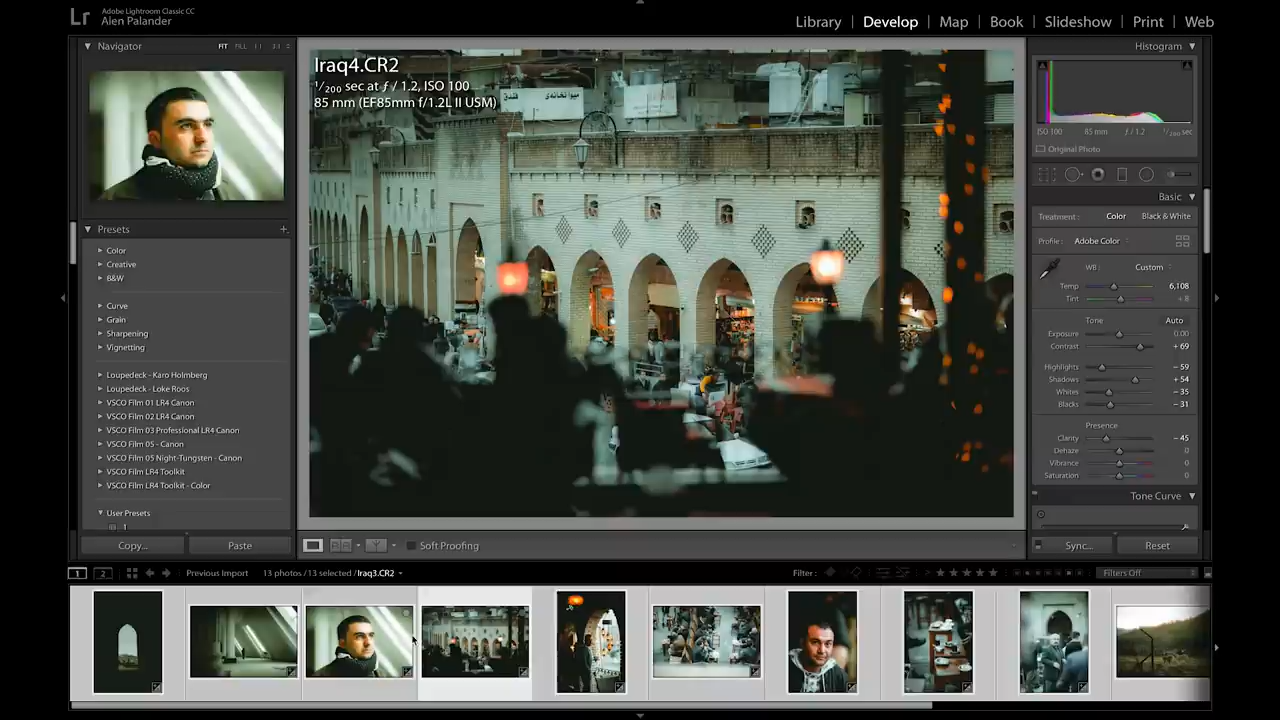 Lr
Adobe Lightroom Classic CC
Alen Palander
Library | Develop | Map | Book | Slideshow | Print | Web
Navigator
FIT FILL 1:1 3:1
Presets +
Color
Creative
B&W
Curve
Grain
Sharpening
Vignetting
Loupedeck - Karo Holmberg
Loupedeck - Loke Roos
VSCO Film 01 LR4 Canon
VSCO Film 02 LR4 Canon
VSCO Film 03 Professional LR4 Canon
VSCO Film 05 - Canon
VSCO Film 05 Night-Tungsten - Canon
VSCO Film LR4 Toolkit
VSCO Film LR4 Toolkit - Color
User Presets
1
Copy... Paste
Iraq4.CR2
1/200 sec at ƒ / 1.2, ISO 100
85 mm (EF85mm f/1.2L II USM)
فندق
Soft Proofing
Histogram
ISO 100 85 mm ƒ / 1.2 1/200 sec
Original Photo
Basic
Treatment : Color Black & White
Profile : Adobe Color
WB : Custom
Temp 6,108
Tint + 8
Tone Auto
Exposure 0.00
Contrast + 69
Highlights − 59
Shadows + 54
Whites − 35
Blacks − 31
Presence
Clarity − 45
Dehaze 0
Vibrance 0
Saturation 0
Tone Curve
Sync... Reset
1 2 Previous Import 13 photos / 13 selected / Iraq3.CR2 Filter : Filters Off